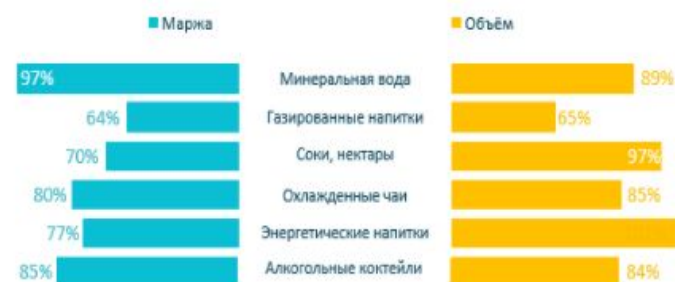 Маржа Объём
97% Минеральная вода 89%
64% Газированные напитки 65%
70% Соки, нектары 97%
80% Охлажденные чаи 85%
77% Энергетические напитки
85% Алкогольные коктейли 84%